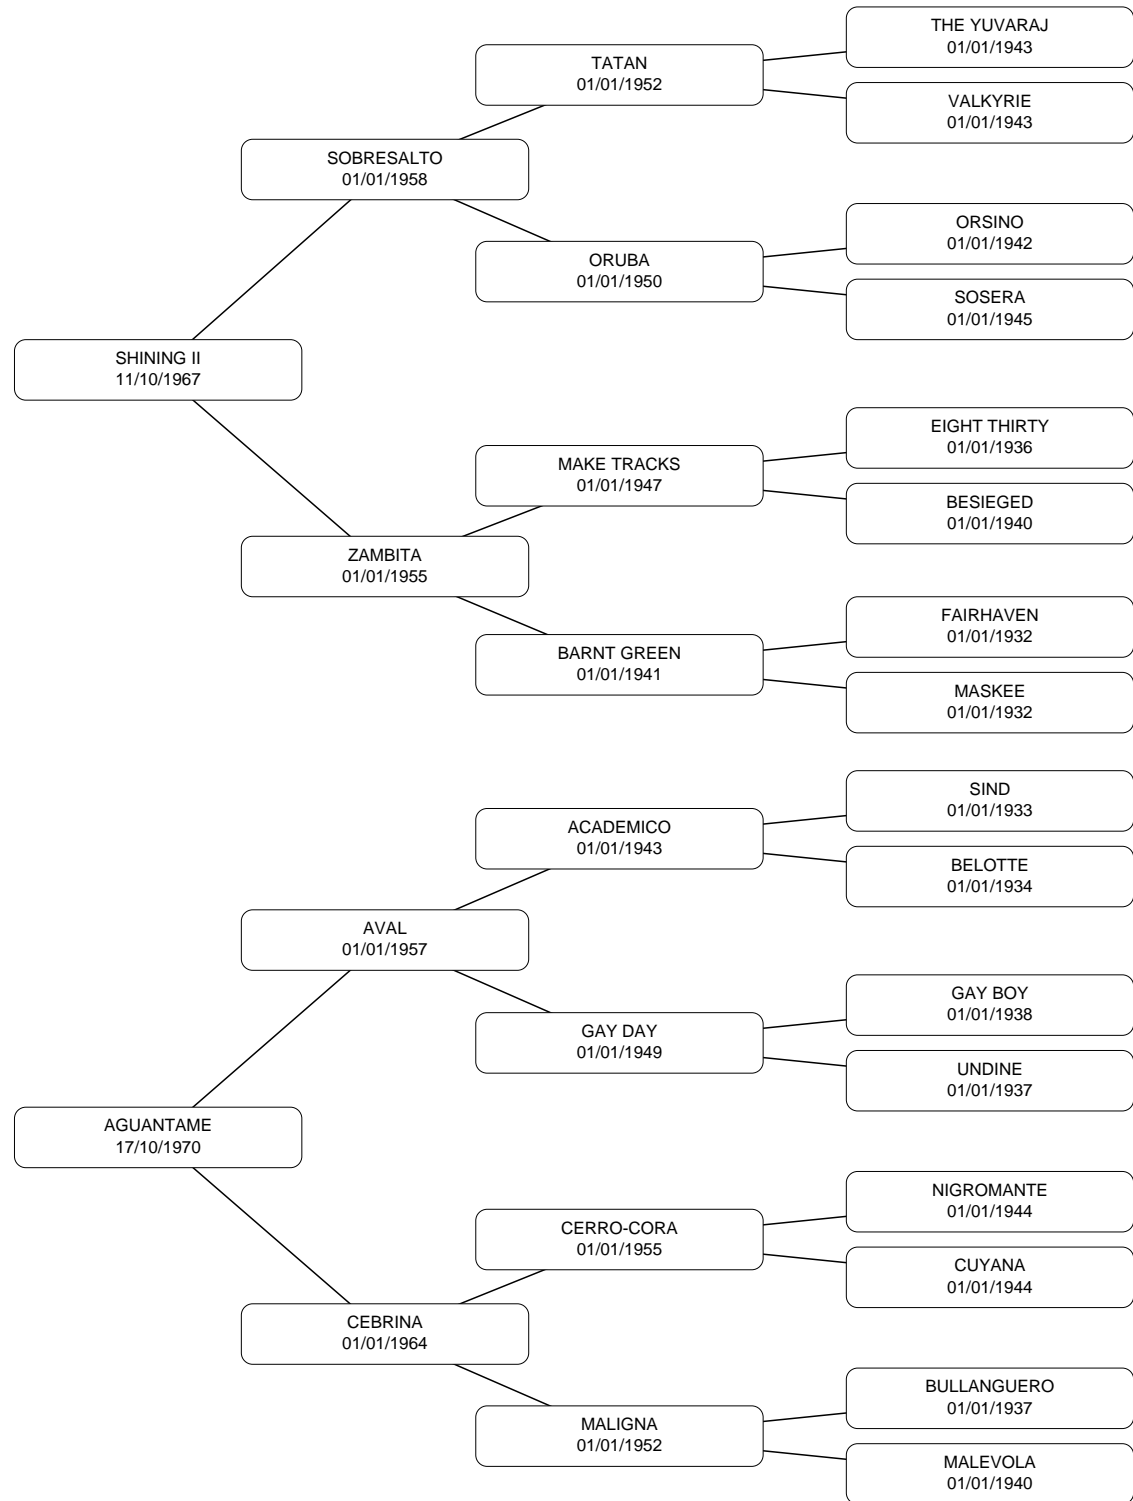 THE YUVARAJ
01/01/1943
TATAN
01/01/1952
VALKYRIE
01/01/1943
SOBRESALTO
01/01/1958
ORSINO
01/01/1942
ORUBA
01/01/1950
SOSERA
01/01/1945
SHINING II
11/10/1967
EIGHT THIRTY
01/01/1936
MAKE TRACKS
01/01/1947
BESIEGED
01/01/1940
ZAMBITA
01/01/1955
FAIRHAVEN
01/01/1932
BARNT GREEN
01/01/1941
MASKEE
01/01/1932
SIND
01/01/1933
ACADEMICO
01/01/1943
BELOTTE
01/01/1934
AVAL
01/01/1957
GAY BOY
01/01/1938
GAY DAY
01/01/1949
UNDINE
01/01/1937
AGUANTAME
17/10/1970
NIGROMANTE
01/01/1944
CERRO-CORA
01/01/1955
CUYANA
01/01/1944
CEBRINA
01/01/1964
BULLANGUERO
01/01/1937
MALIGNA
01/01/1952
MALEVOLA
01/01/1940